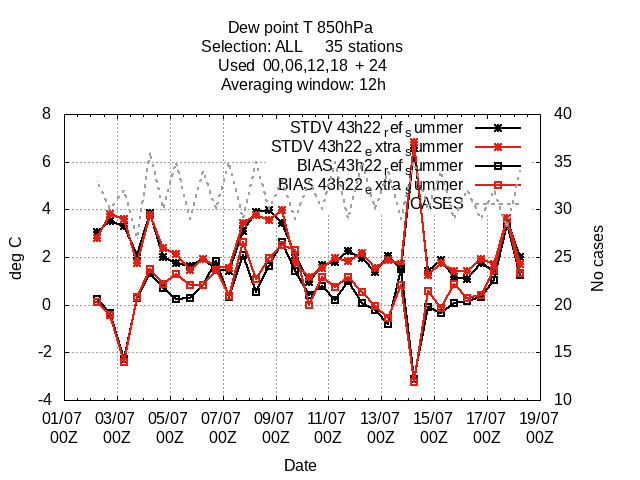 Dew point T 850hPa
Selection: ALL 35 stations
Used 00,06,12,18 + 24
Averaging window: 12h
STDV 43h22_ref_summer
STDV 43h22_extra_summer
BIAS 43h22_ref_summer
BIAS 43h22_extra_summer
CASES
8
6
4
2
0
-2
-4
deg C
40
35
30
25
20
15
10
No cases
01/07 03/07 05/07 07/07 09/07 11/07 13/07 15/07 17/07 19/07
00Z 00Z 00Z 00Z 00Z 00Z 00Z 00Z 00Z 00Z
Date